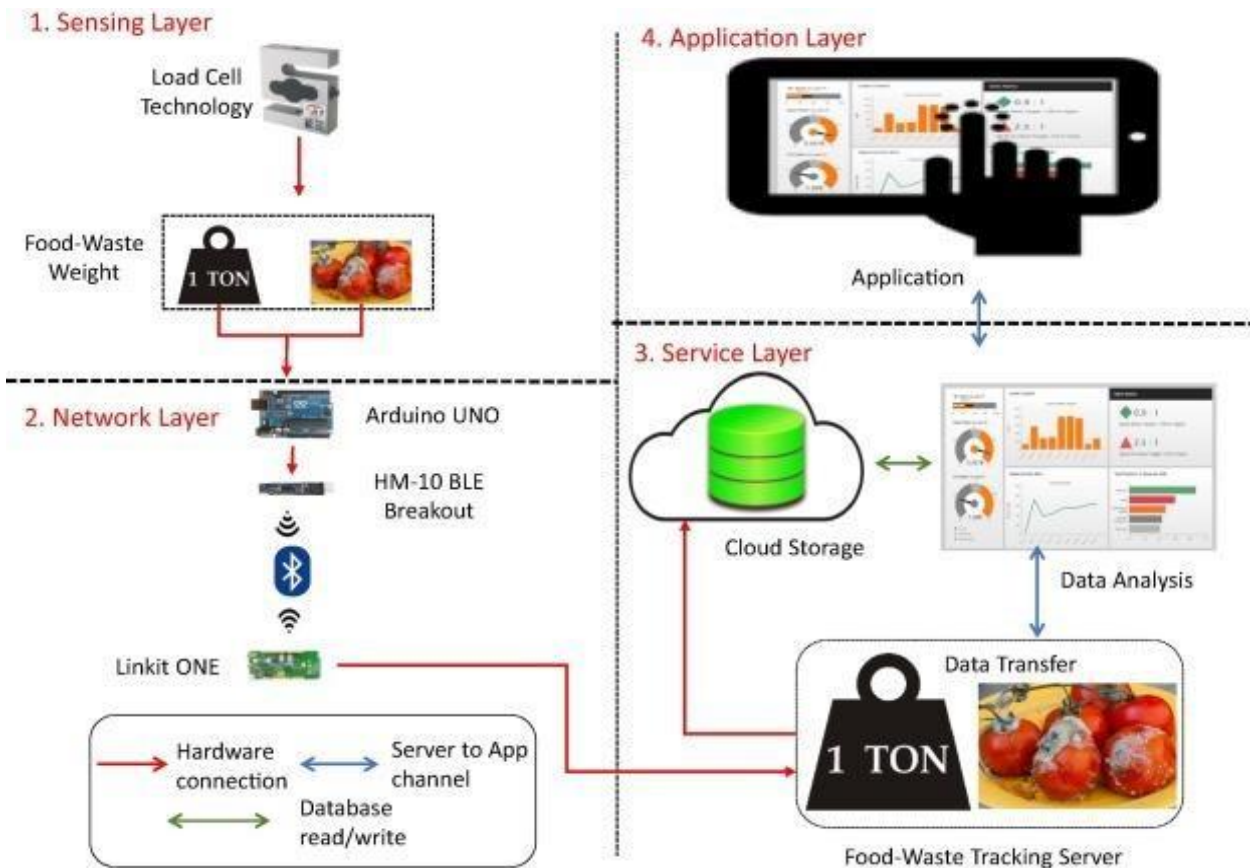 1. Sensing Layer
Load Cell
Technology
Food-Waste
Weight
1 TON
2. Network Layer
Arduino UNO
HM-10 BLE
Breakout
Linkit ONE
Hardware
connection
Server to App
channel
Database
read/write
4. Application Layer
Application
3. Service Layer
Cloud Storage
Data Analysis
Data Transfer
1 TON
Food-Waste Tracking Server